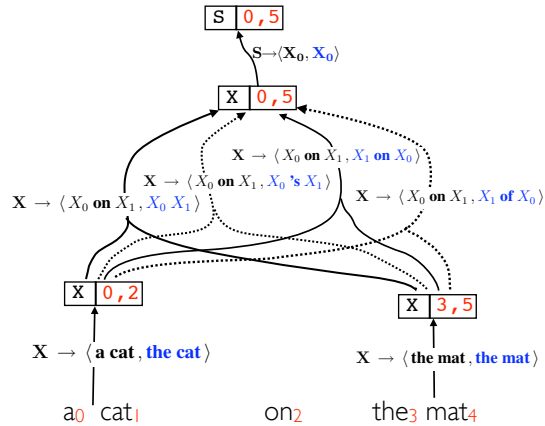 S 0,5
S→⟨X₀, X₀⟩
X 0,5
X → ⟨ X₀ on X₁ , X₁ on X₀ ⟩
X → ⟨ X₀ on X₁ , X₀ 's X₁ ⟩
X → ⟨ X₀ on X₁ , X₀ X₁ ⟩
X → ⟨ X₀ on X₁ , X₁ of X₀ ⟩
X 0,2
X 3,5
X → ⟨ a cat , the cat ⟩
X → ⟨ the mat , the mat ⟩
a₀ cat₁ on₂ the₃ mat₄